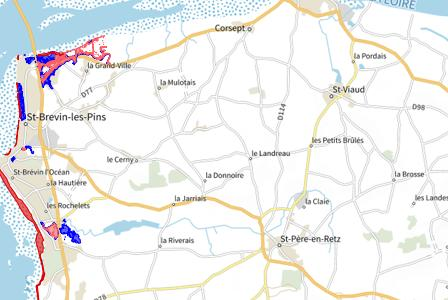 LOIRE
Corsept
la Pordais
la Grand-Ville
la Mulotais
D77
St-Viaud
D98
D114
St-Brevin-les-Pins
les Petits Brûlés
le Landreau
le Cerny
St-Brévin l'Océan
la Donnoire
la Brosse
la Hautière
la Jarriais
la Claie
les Landes
les Rochelets
la Riverais
St-Père-en-Retz